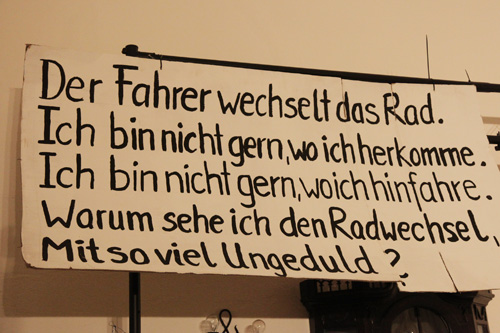 Der Fahrer wechselt das Rad.
Ich bin nicht gern, wo ich herkomme.
Ich bin nicht gern, wo ich hinfahre.
Warum sehe ich den Radwechsel,
Mit so viel Ungeduld ?